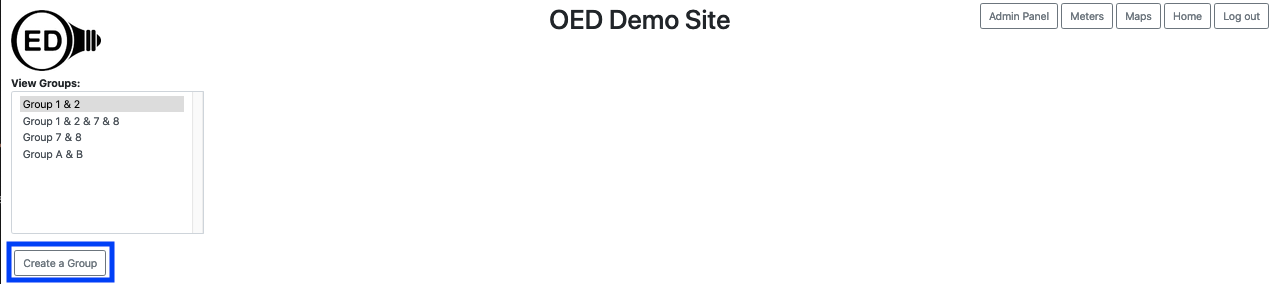 OED Demo Site
Admin Panel Meters Maps Home Log out
ED
View Groups:
Group 1 & 2
Group 1 & 2 & 7 & 8
Group 7 & 8
Group A & B
Create a Group